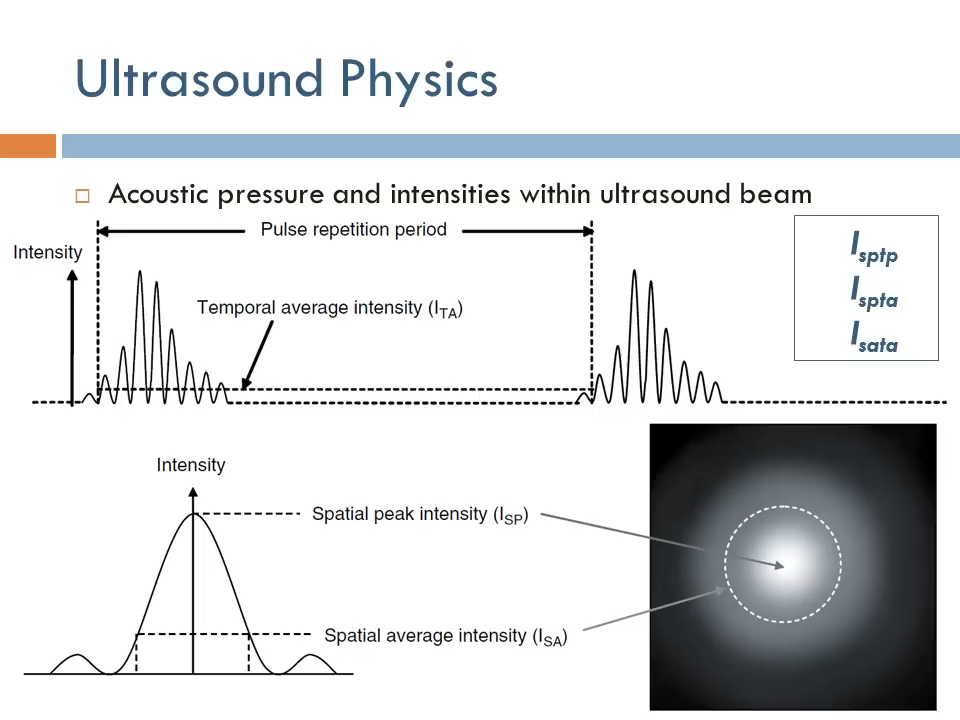 Ultrasound Physics
Acoustic pressure and intensities within ultrasound beam
Pulse repetition period
Intensity
Temporal average intensity (I_TA)
I_sptp
I_spta
I_sata
Intensity
Spatial peak intensity (I_SP)
Spatial average intensity (I_SA)